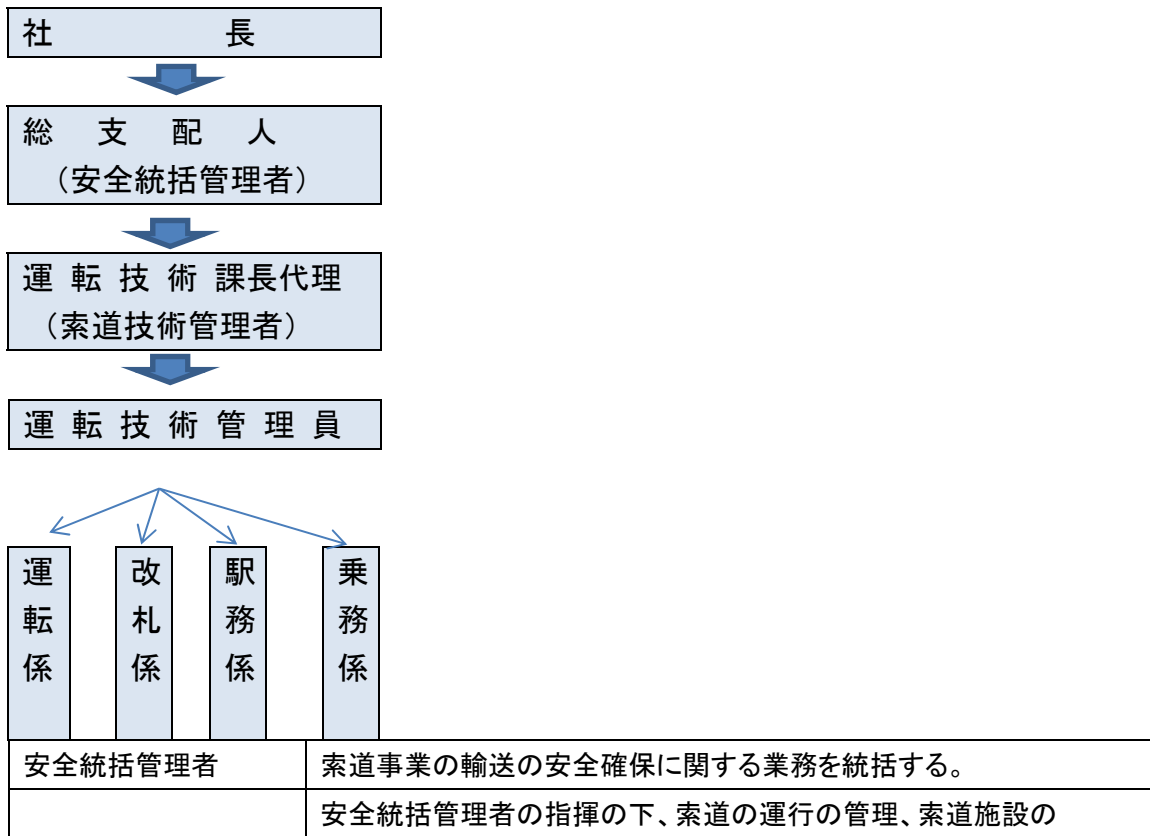 社 長
総 支 配 人
（安全統括管理者）
運 転 技 術 課長代理
（索道技術管理者）
運 転 技 術 管 理 員
運転係
改札係
駅務係
乗務係
安全統括管理者 索道事業の輸送の安全確保に関する業務を統括する。
安全統括管理者の指揮の下、索道の運行の管理、索道施設の